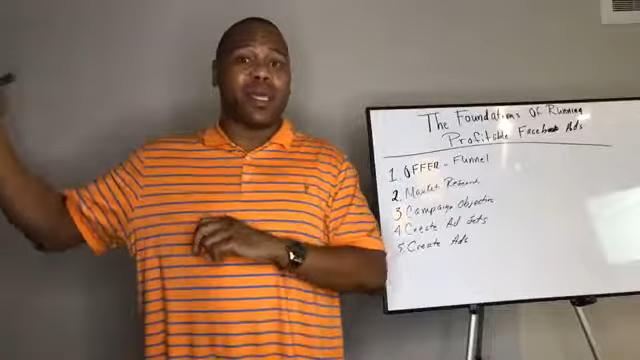 The Foundations Of Running
Profitable Facebook Ads
1. OFFER - Funnel
2. Market Research
3 Campaign Objective
4 Create Ad Sets
5. Create Ads